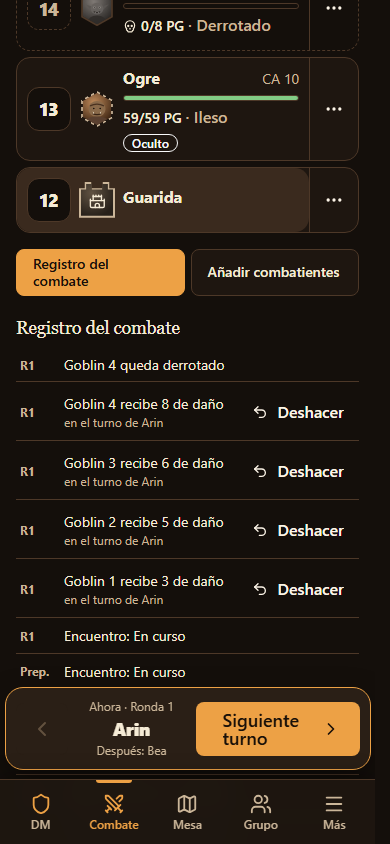 14
0/8 PG · Derrotado
Ogre
CA 10
13
59/59 PG · Ileso
Oculto
12
Guarida
Registro del
combate
Añadir combatientes
Registro del combate
R1 Goblin 4 queda derrotado
R1 Goblin 4 recibe 8 de daño
en el turno de Arin
Deshacer
R1 Goblin 3 recibe 6 de daño
en el turno de Arin
Deshacer
R1 Goblin 2 recibe 5 de daño
en el turno de Arin
Deshacer
R1 Goblin 1 recibe 3 de daño
en el turno de Arin
Deshacer
R1 Encuentro: En curso
Prep. Encuentro: En curso
Ahora · Ronda 1
Arin
Después: Bea
Siguiente
turno
DM
Combate
Mesa
Grupo
Más